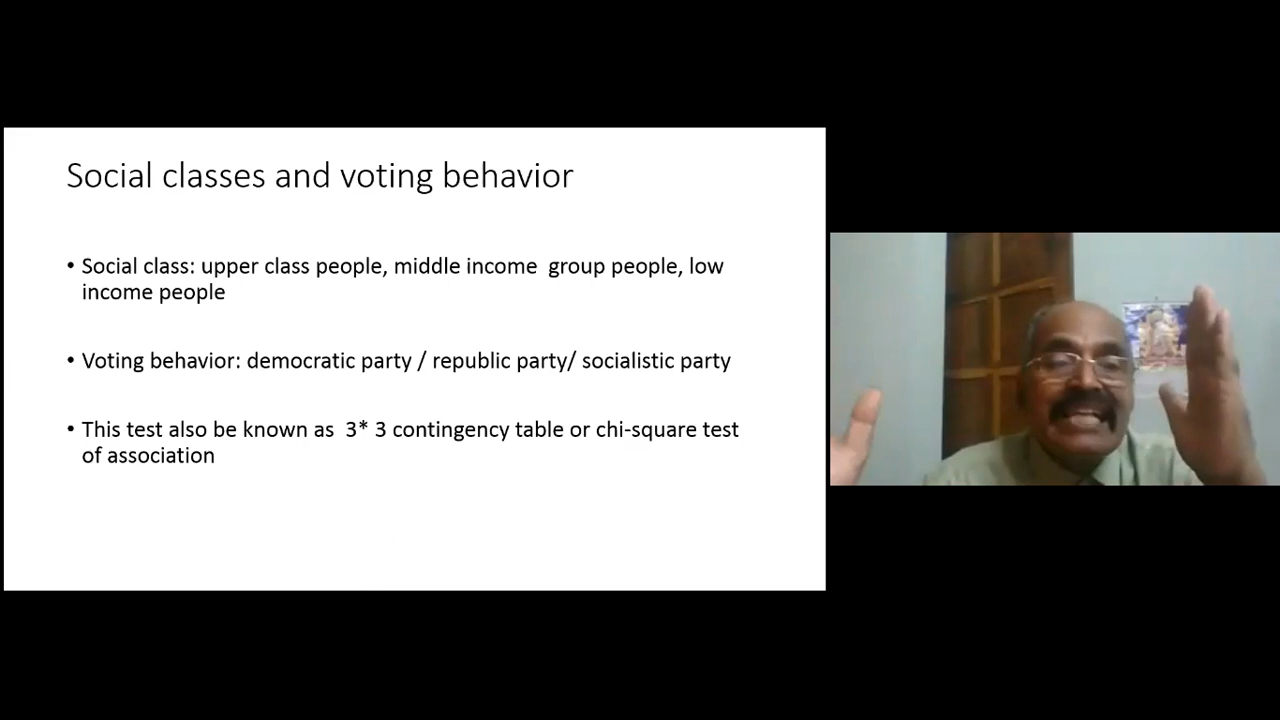 Social classes and voting behavior
• Social class: upper class people, middle income group people, low
income people
• Voting behavior: democratic party / republic party/ socialistic party
• This test also be known as 3* 3 contingency table or chi-square test
of association